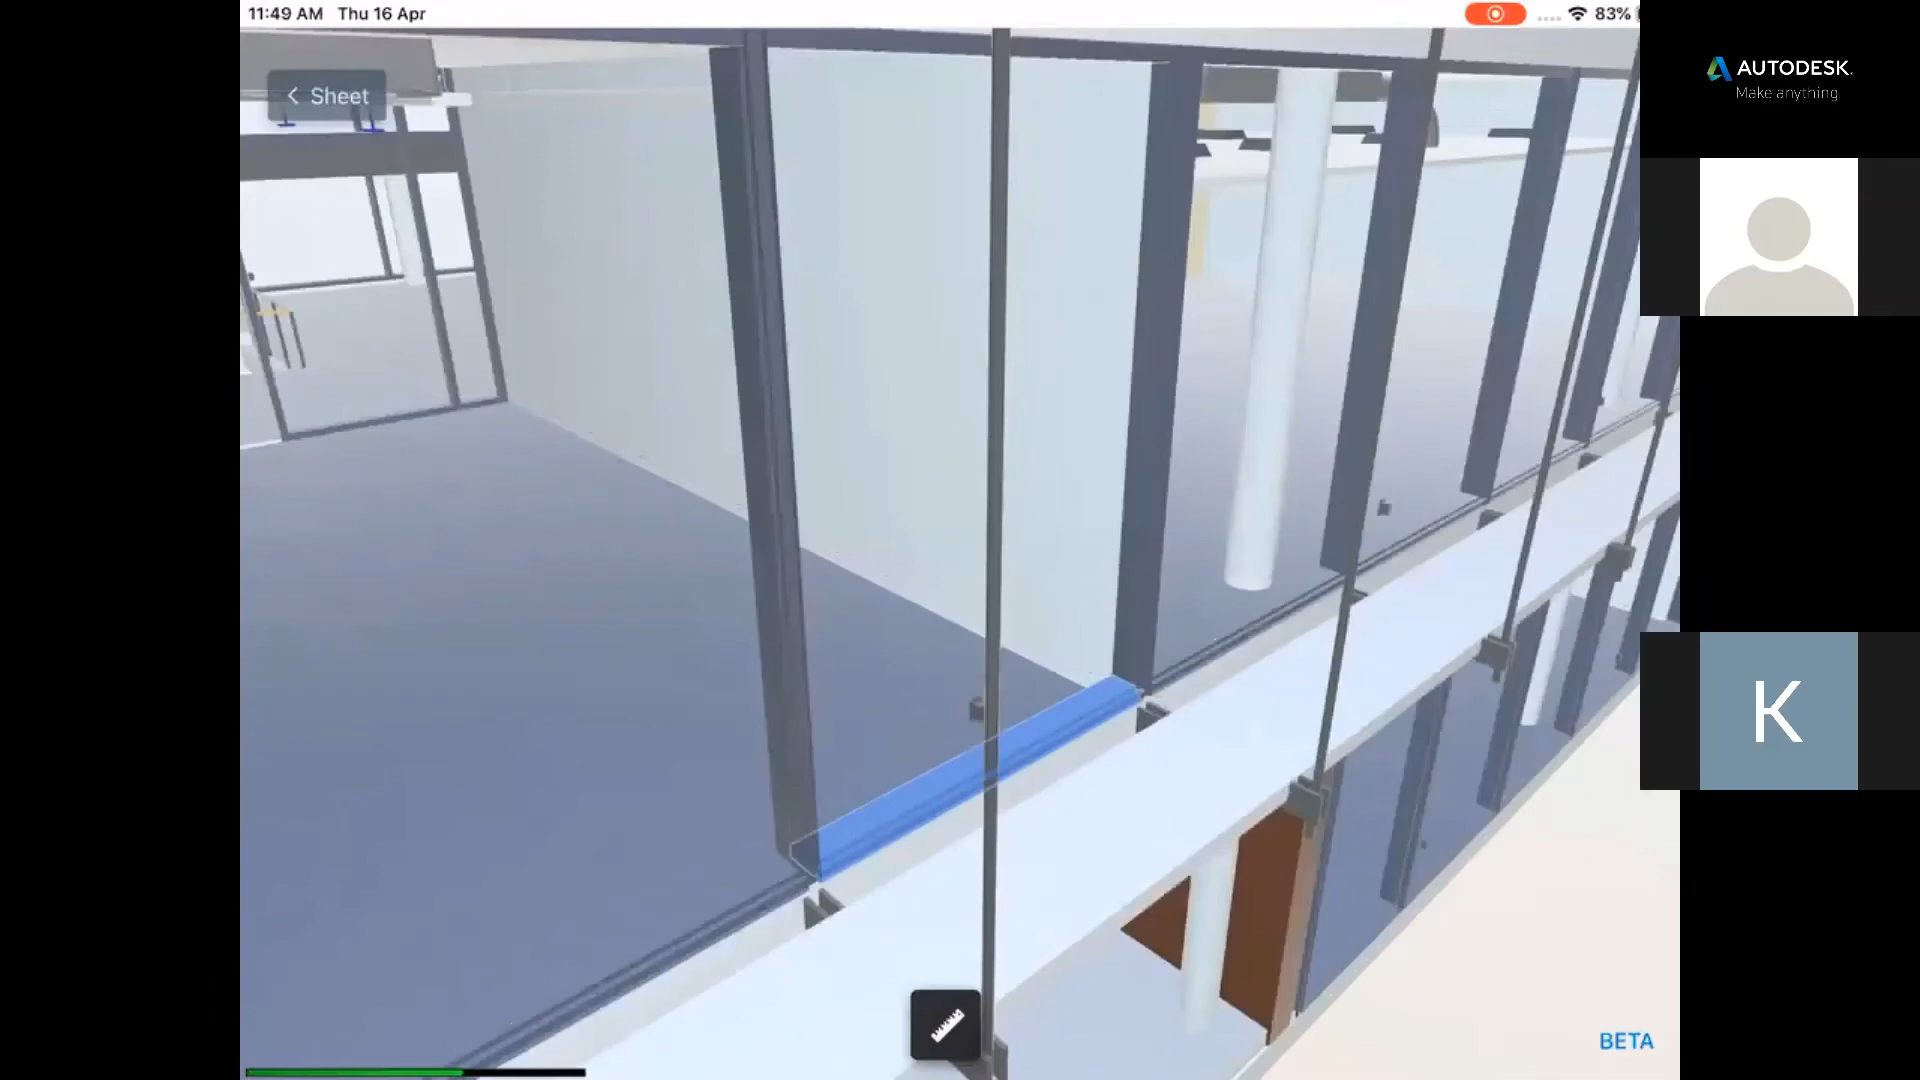 11:49 AM Thu 16 Apr
83%
AUTODESK.
Make anything.
Sheet
K
BETA